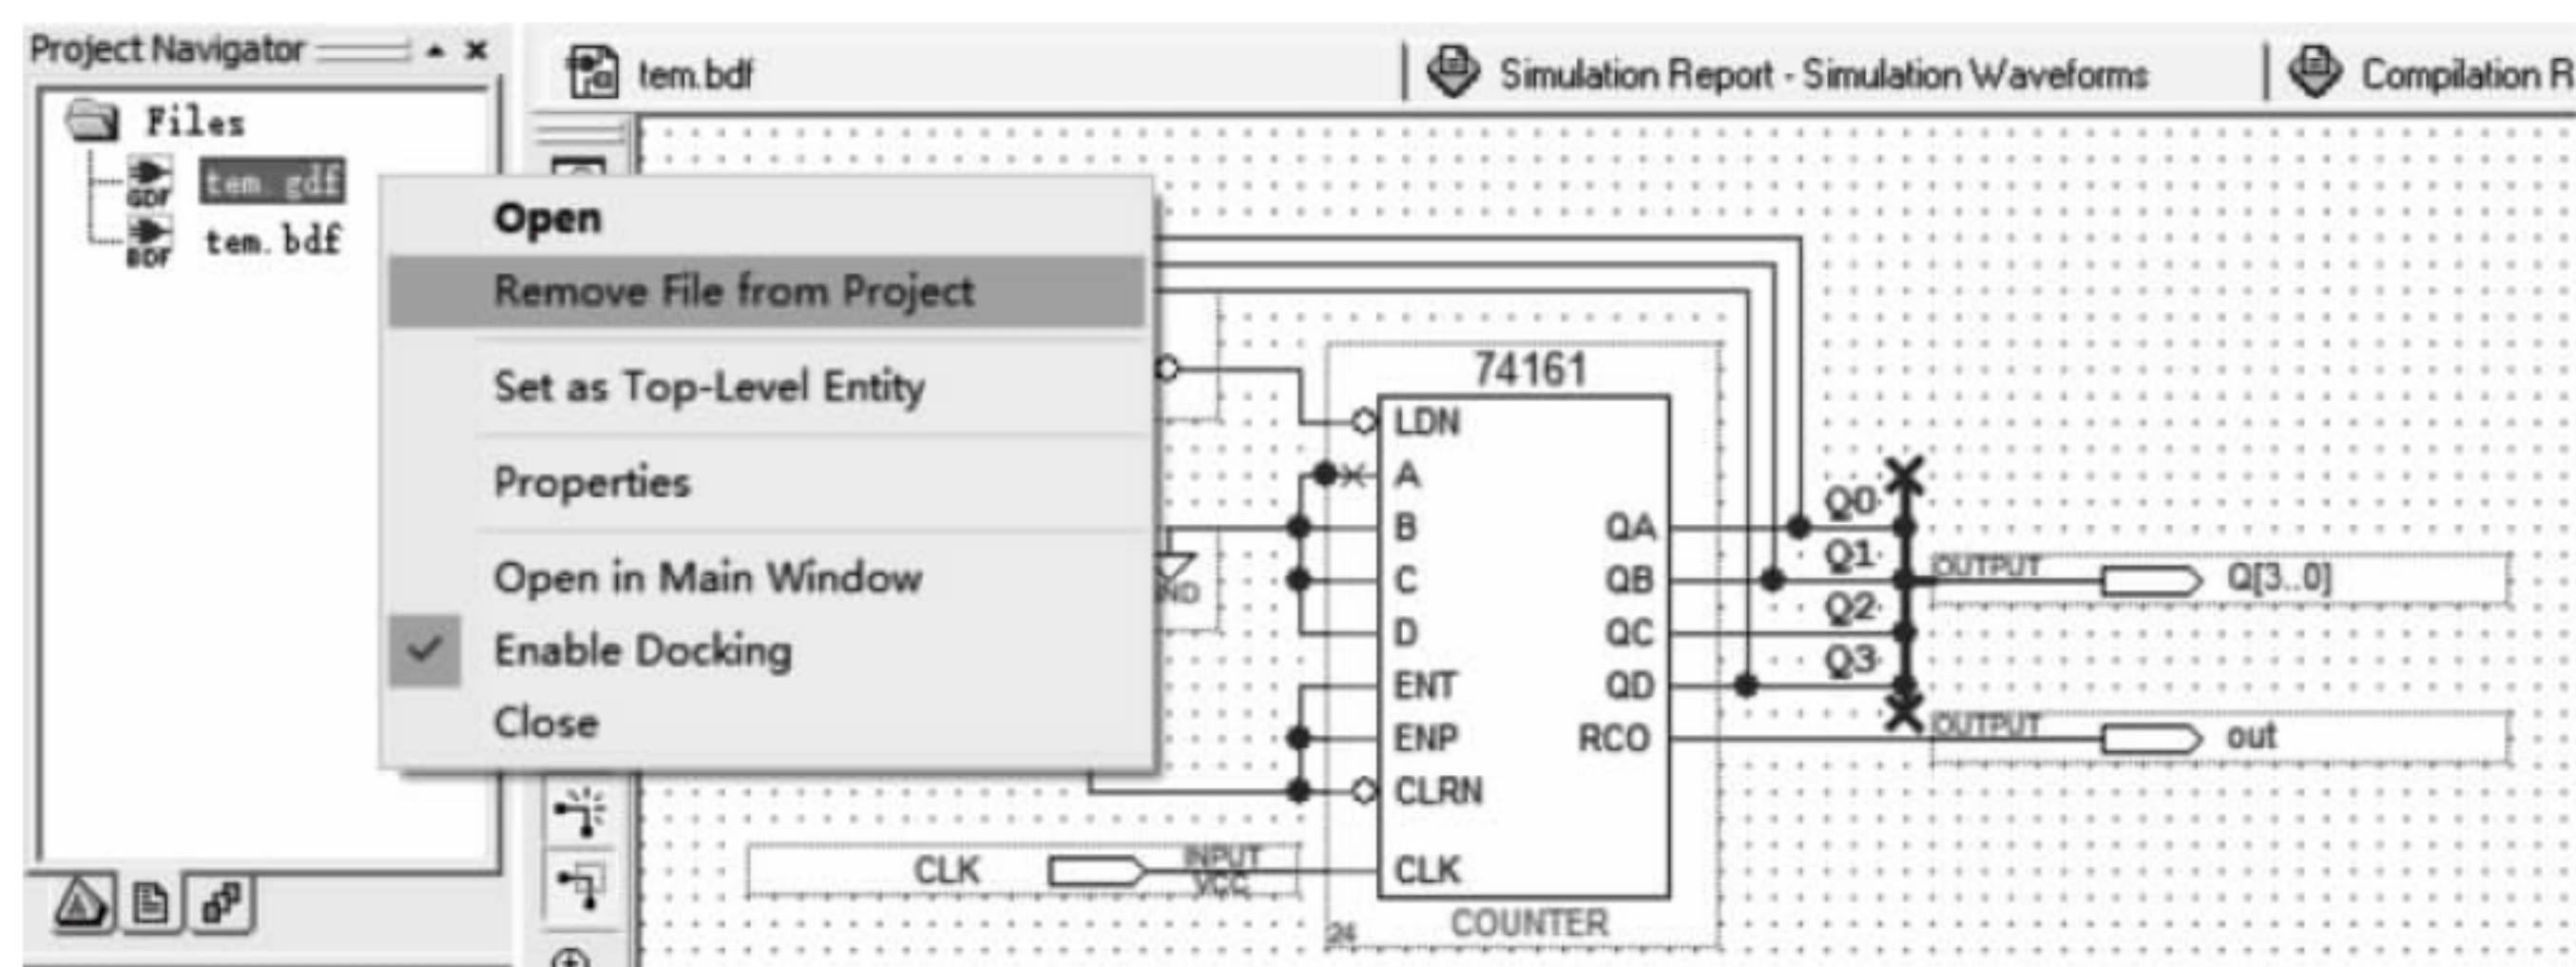 Project Navigator
Files
GDF tem.gdf
BDF tem.bdf
tem.bdf
Simulation Report - Simulation Waveforms
Compilation R
Open
Remove File from Project
Set as Top-Level Entity
Properties
Open in Main Window
Enable Docking
Close
74161
LDN
A
B QA Q0
C QB Q1
D QC Q2
ENT QD Q3
ENP RCO
CLRN
CLK
COUNTER
24
ND
OUTPUT Q[3..0]
OUTPUT out
CLK INPUT
VCC